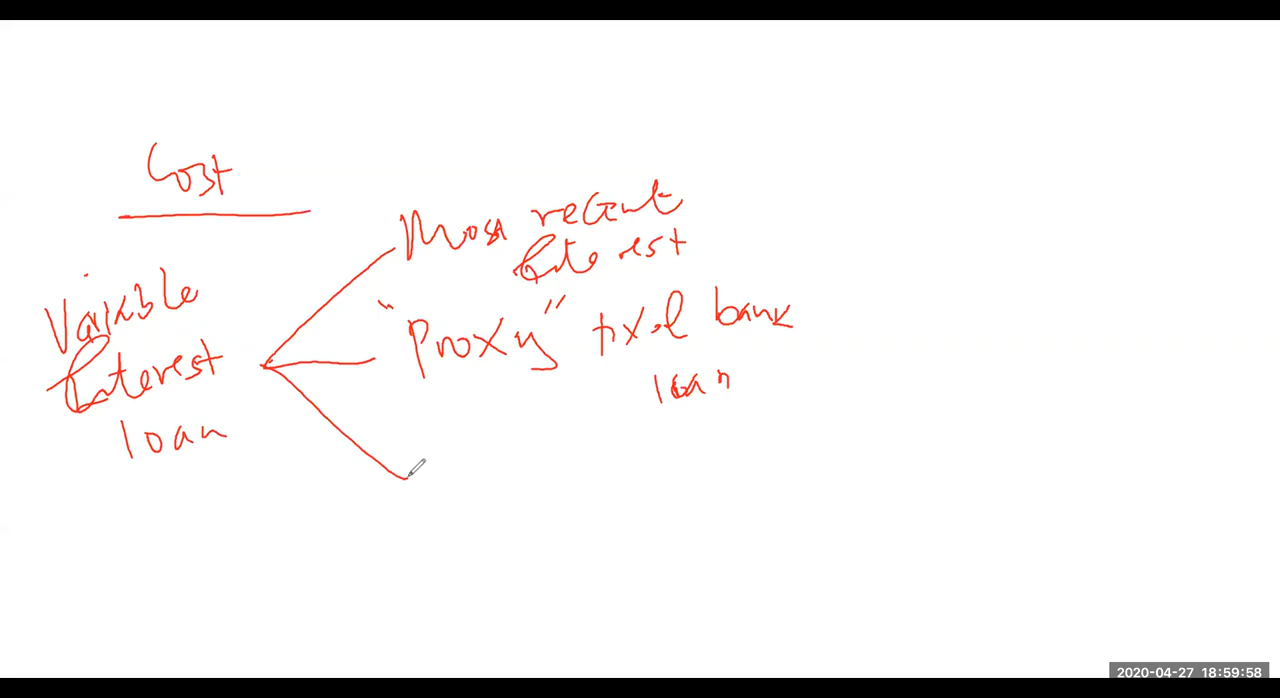 Cost
Most recent
Interest
Variable
Interest
loan
"Proxy" fixed bank
loan
2020-04-27 18:59:58